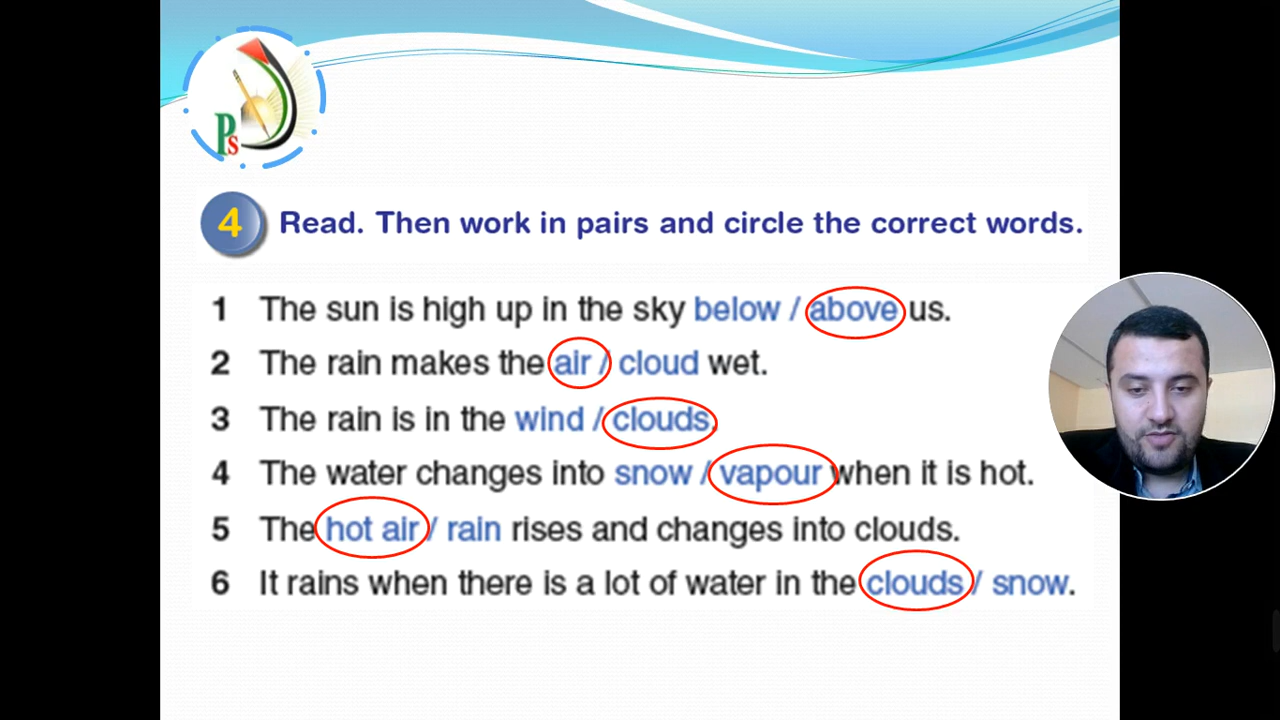 Ps
4 Read. Then work in pairs and circle the correct words.
1 The sun is high up in the sky below / above us.
2 The rain makes the air / cloud wet.
3 The rain is in the wind / clouds.
4 The water changes into snow / vapour when it is hot.
5 The hot air / rain rises and changes into clouds.
6 It rains when there is a lot of water in the clouds / snow.